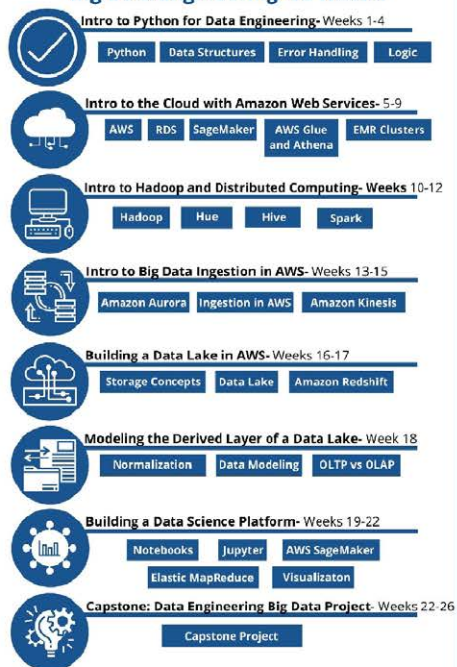 Intro to Python for Data Engineering- Weeks 1-4
Python Data Structures Error Handling Logic
Intro to the Cloud with Amazon Web Services- 5-9
AWS RDS SageMaker AWS Glue and Athena EMR Clusters
Intro to Hadoop and Distributed Computing- Weeks 10-12
Hadoop Hue Hive Spark
Intro to Big Data Ingestion in AWS- Weeks 13-15
Amazon Aurora Ingestion in AWS Amazon Kinesis
Building a Data Lake in AWS- Weeks 16-17
Storage Concepts Data Lake Amazon Redshift
Modeling the Derived Layer of a Data Lake- Week 18
Normalization Data Modeling OLTP vs OLAP
Building a Data Science Platform- Weeks 19-22
Notebooks Jupyter AWS SageMaker
Elastic MapReduce Visualizaton
Capstone: Data Engineering Big Data Project- Weeks 22-26
Capstone Project